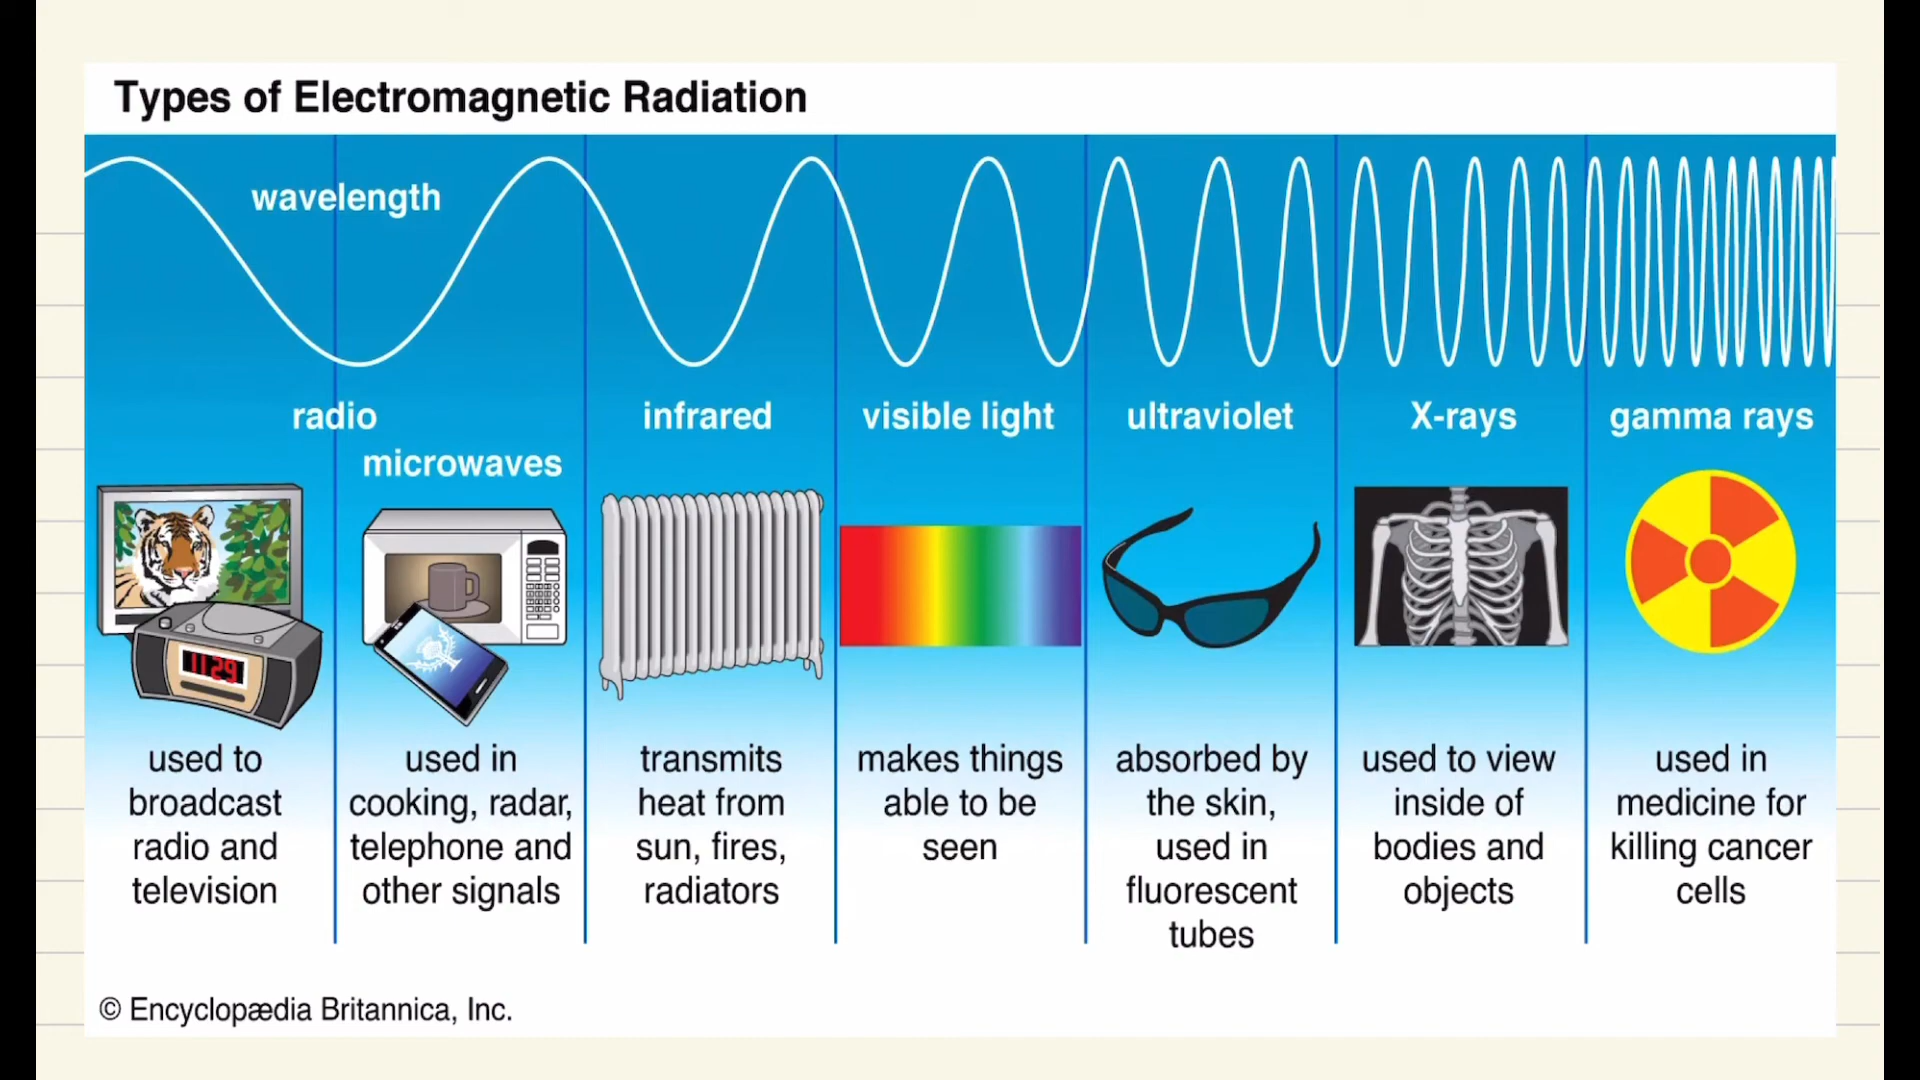 Types of Electromagnetic Radiation
wavelength
radio
microwaves
infrared
visible light
ultraviolet
X-rays
gamma rays
11:29
used to
broadcast
radio and
television
used in
cooking, radar,
telephone and
other signals
transmits
heat from
sun, fires,
radiators
makes things
able to be
seen
absorbed by
the skin,
used in
fluorescent
tubes
used to view
inside of
bodies and
objects
used in
medicine for
killing cancer
cells
© Encyclopædia Britannica, Inc.